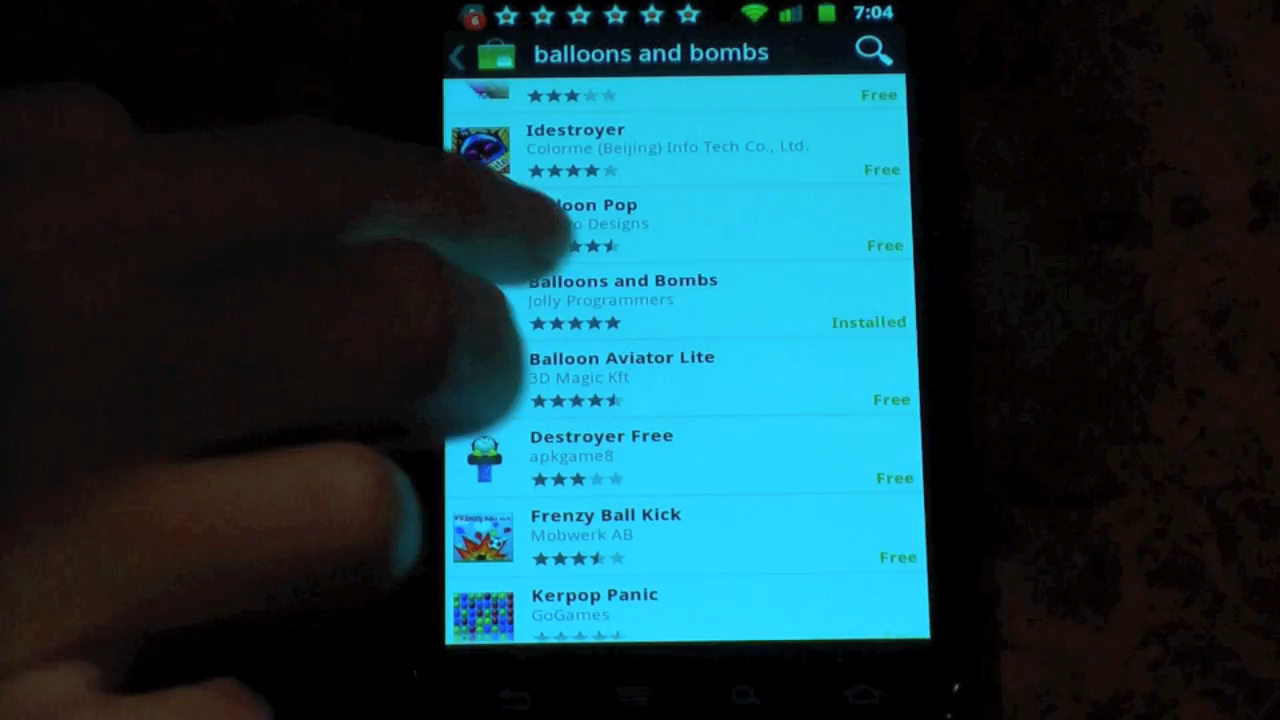 6
7:04
balloons and bombs
Free
Idestroyer
Colorme (Beijing) Info Tech Co., Ltd.
Free
loon Pop
Designs
Free
Balloons and Bombs
Jolly Programmers
Installed
Balloon Aviator Lite
3D Magic Kft
Free
Destroyer Free
apkgame8
Free
Frenzy Ball Kick
Mobwerk AB
Free
Kerpop Panic
GoGames